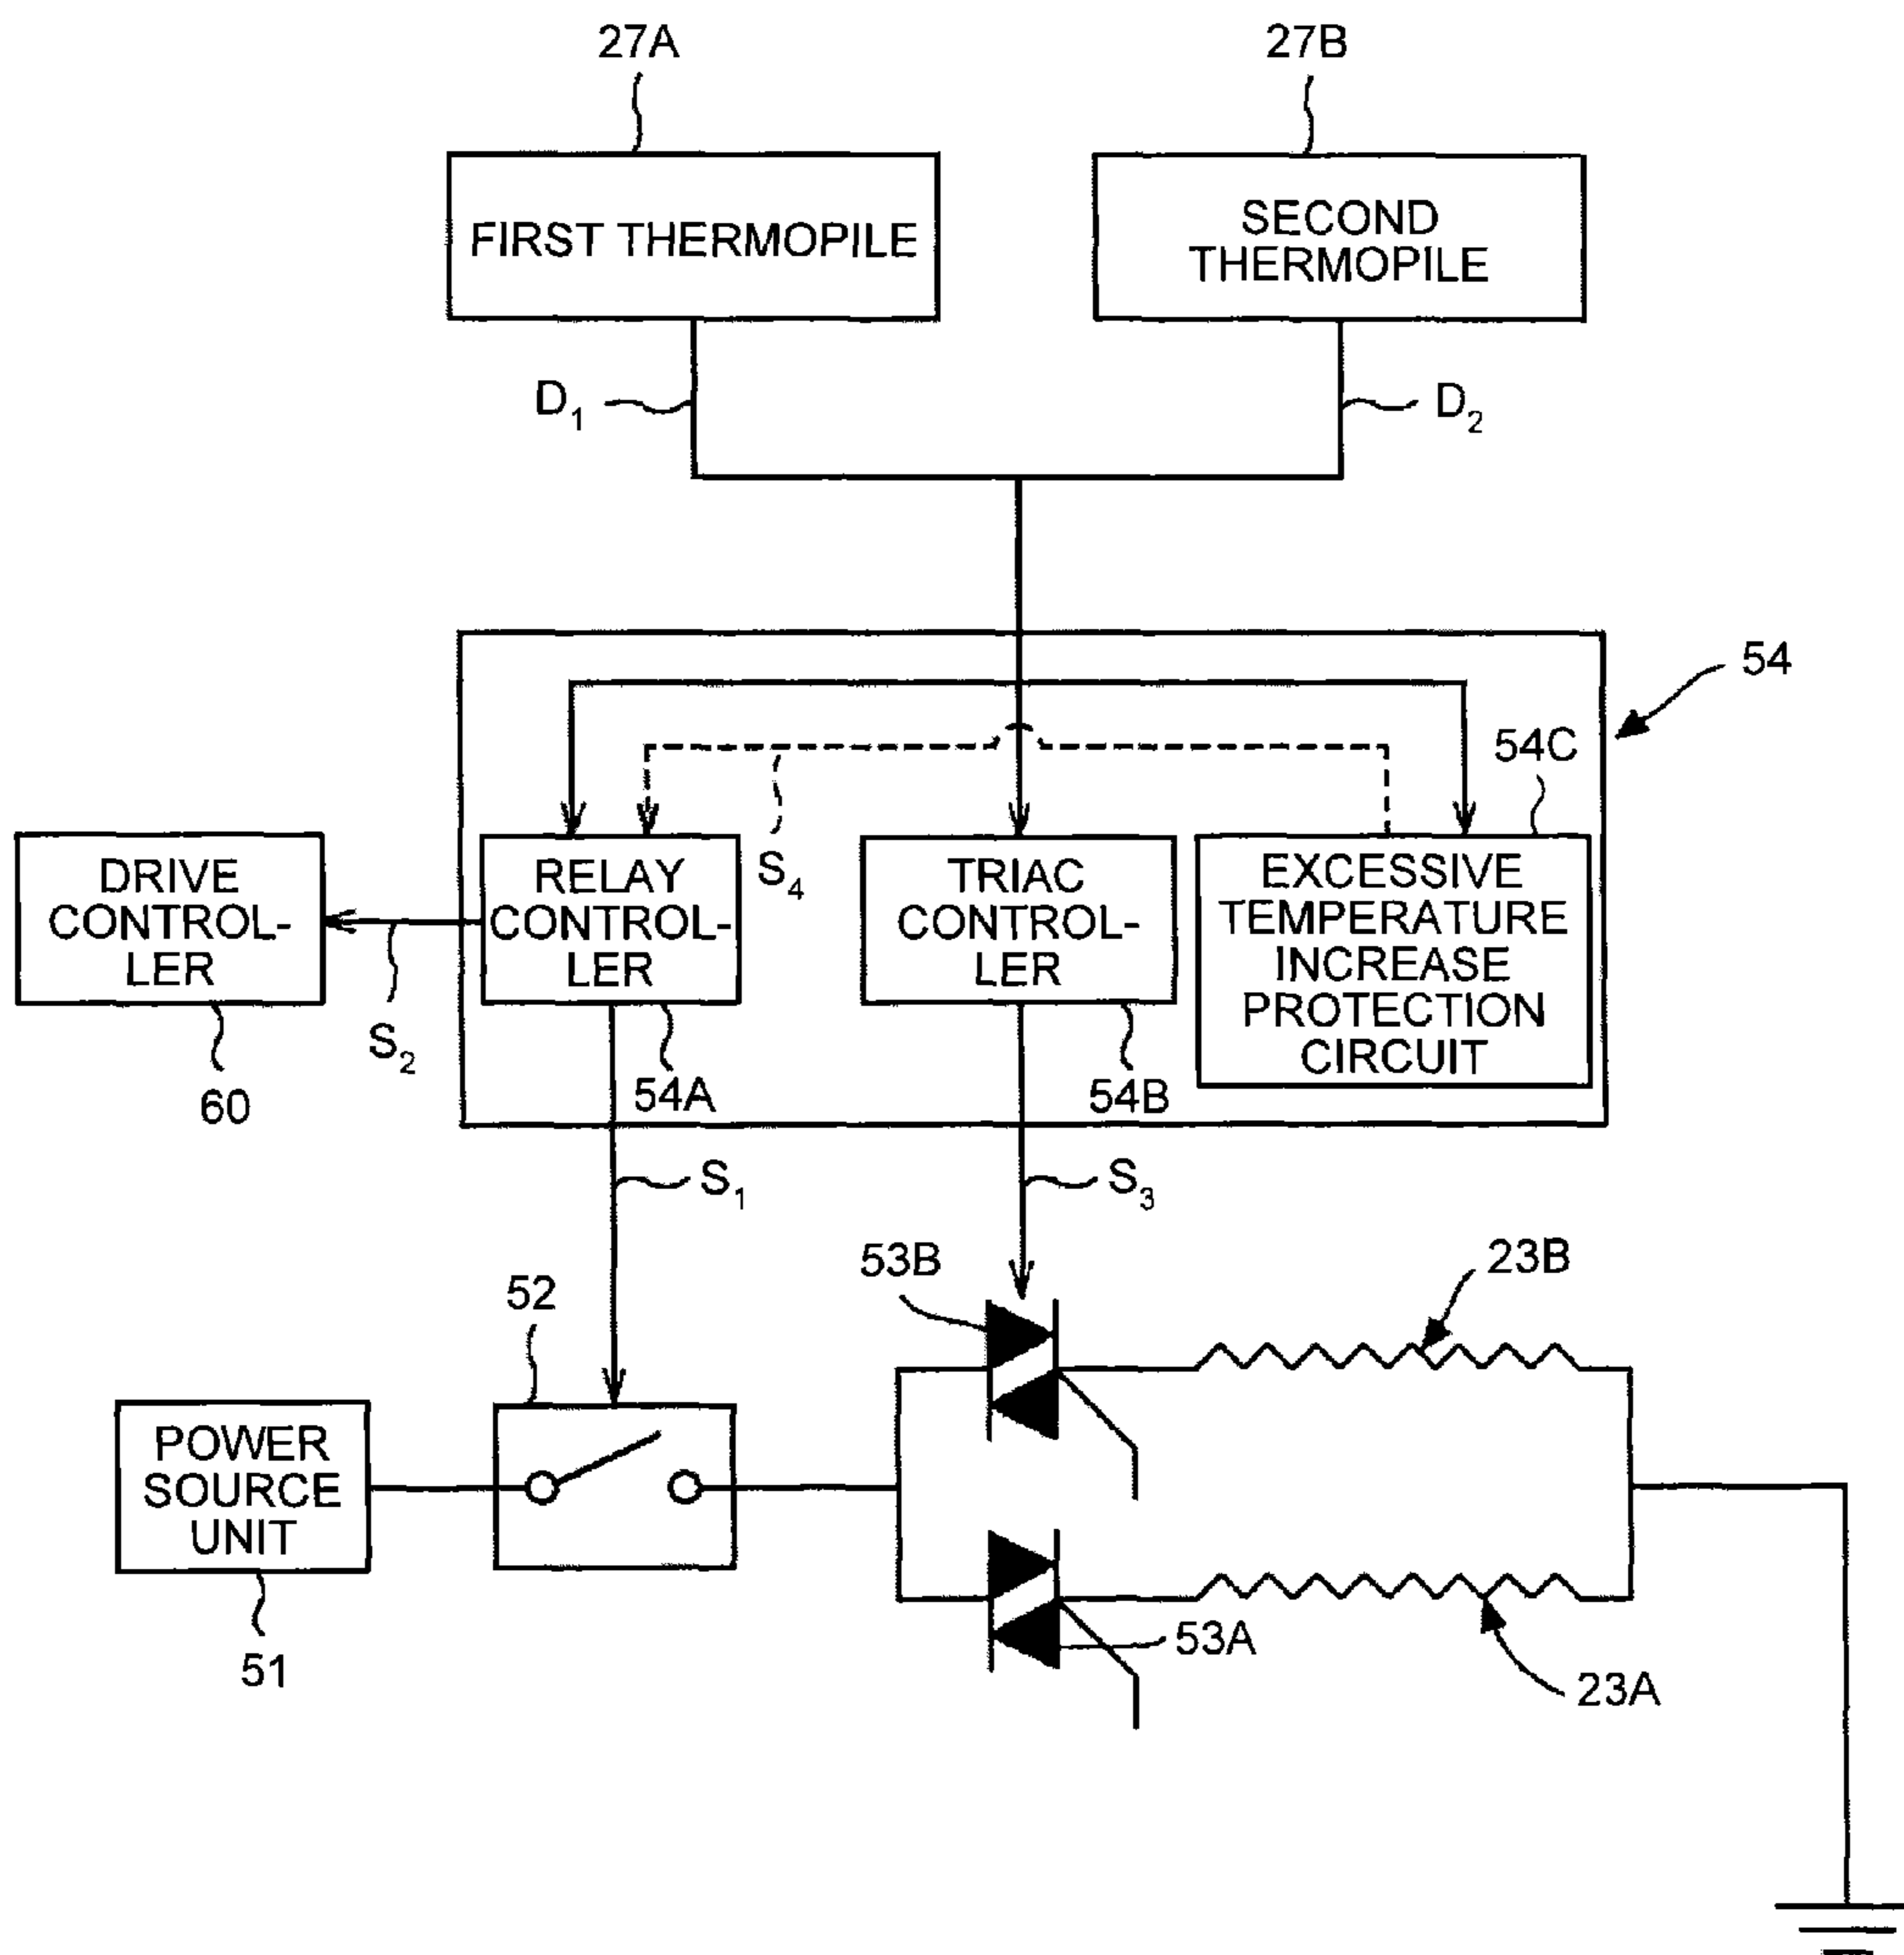 27A
27B
FIRST THERMOPILE
SECOND
THERMOPILE
D1
D2
54
54C
S4
DRIVE
CONTROL-
LER
RELAY
CONTROL-
LER
TRIAC
CONTROL-
LER
EXCESSIVE
TEMPERATURE
INCREASE
PROTECTION
CIRCUIT
S2
60
54A
54B
S1
S3
53B
23B
52
POWER
SOURCE
UNIT
51
53A
23A